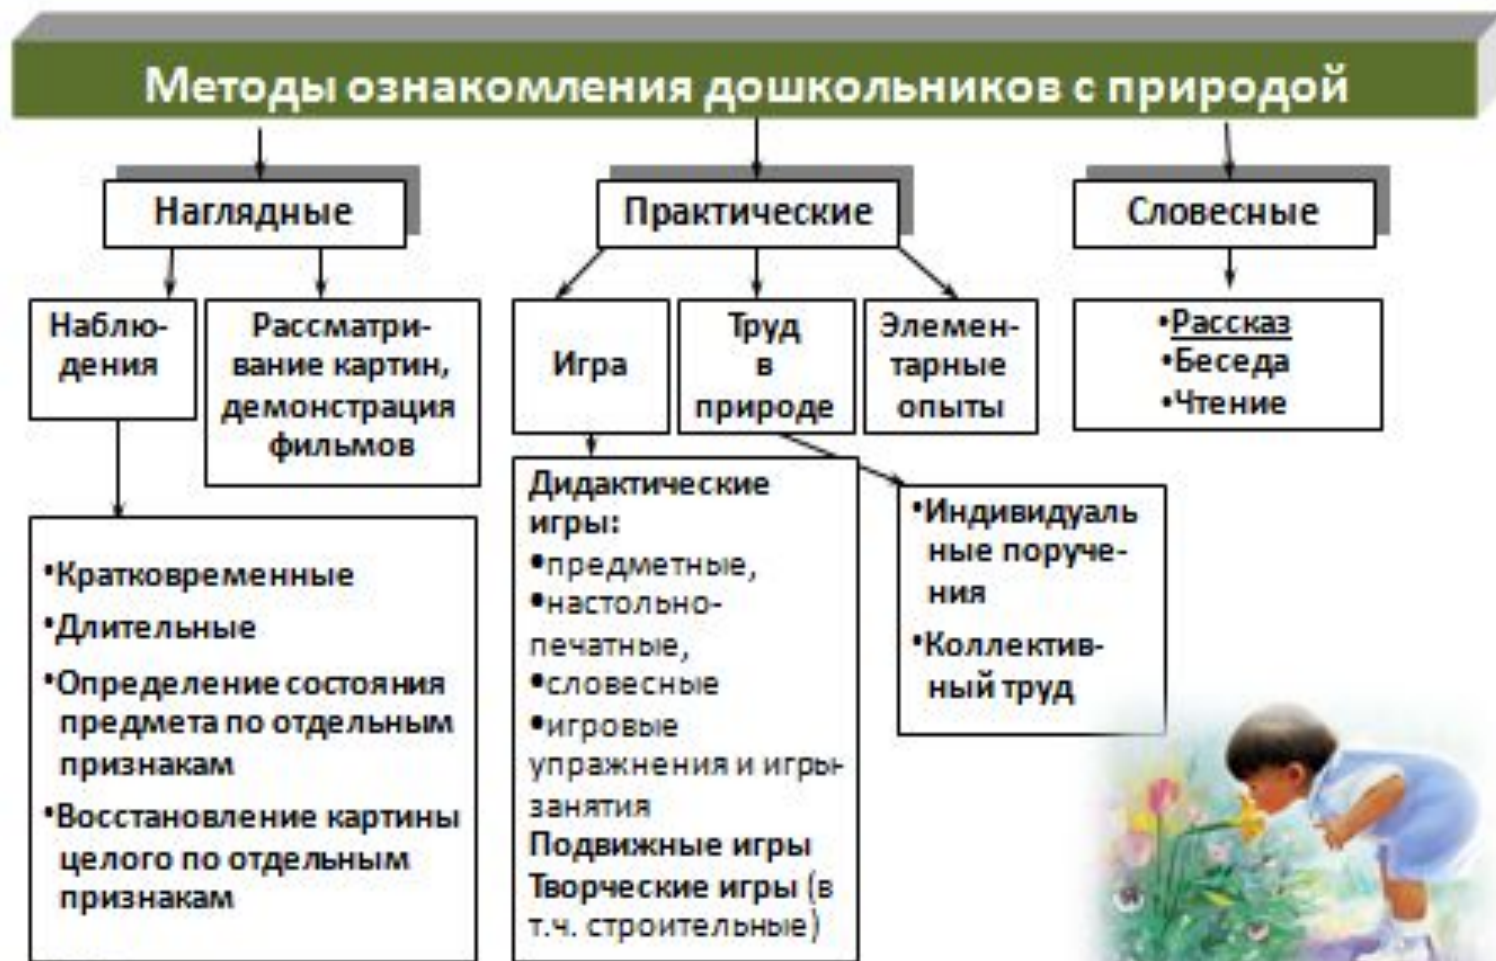 Методы ознакомления дошкольников с природой
Наглядные
Практические
Словесные
Наблю-
дения
Рассматри-
вание картин,
демонстрация
фильмов
Игра
Труд
в
природе
Элемен-
тарные
опыты
•Рассказ
•Беседа
•Чтение
•Кратковременные
•Длительные
•Определение состояния
предмета по отдельным
признакам
•Восстановление картины
целого по отдельным
признакам
Дидактические
игры:
•предметные,
•настольно-
печатные,
•словесные
•игровые
упражнения и игры-
занятия
Подвижные игры
Творческие игры (в
т.ч. строительные)
•Индивидуаль
ные поруче-
ния
•Коллектив-
ный труд